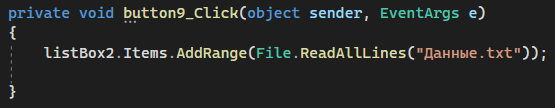 private void button9_Click(object sender, EventArgs e)
{
listBox2.Items.AddRange(File.ReadAllLines("Данные.txt"));
}